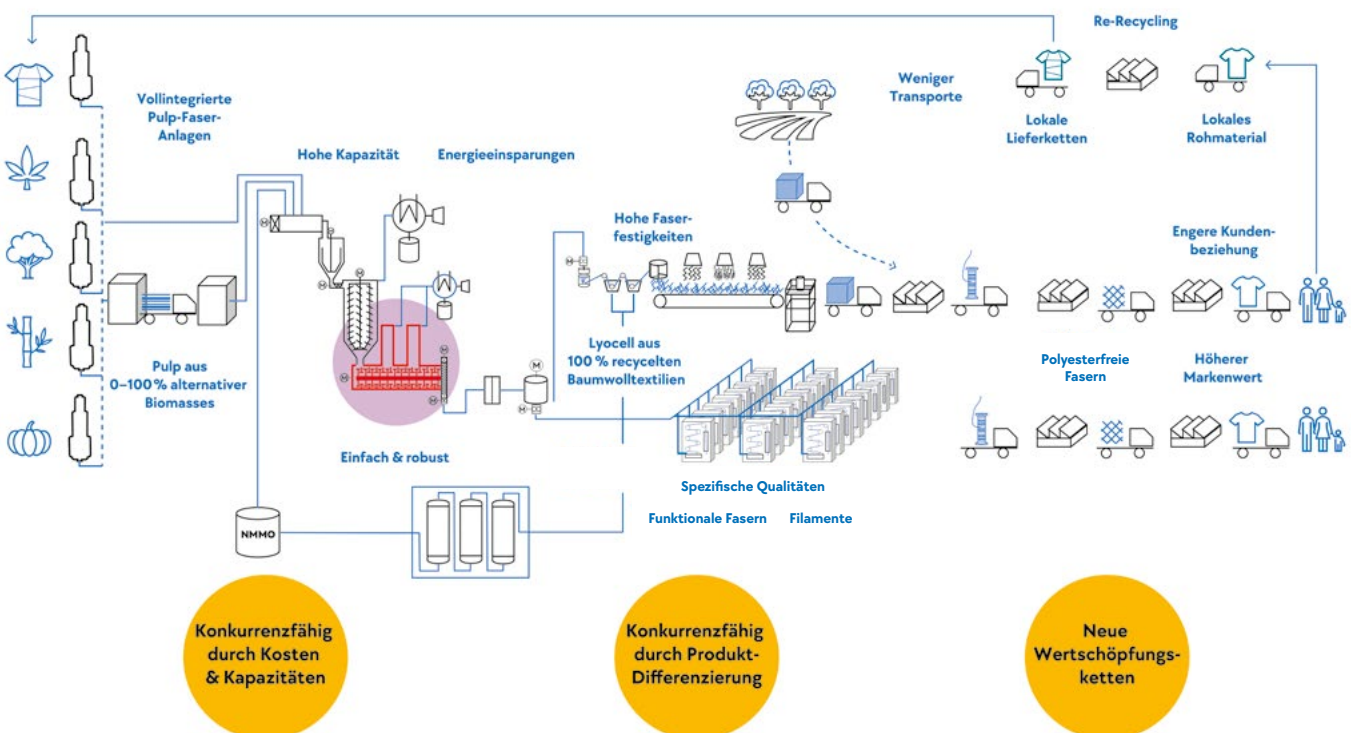 Re-Recycling
Weniger
Transporte
Vollintegrierte
Pulp-Faser-
Anlagen
Lokale
Lieferketten
Lokales
Rohmaterial
Hohe Kapazität
Energieeinsparungen
Hohe Faser-
festigkeiten
Engere Kunden-
beziehung
M
M
M
M
M
M
M
M
M
M
Pulp aus
0–100 % alternativer
Biomasses
Lyocell aus
100 % recycelten
Baumwolltextilien
Polyesterfreie
Fasern
Höherer
Markenwert
Einfach & robust
Spezifische Qualitäten
Funktionale Fasern
Filamente
NMMO
Konkurrenzfähig
durch Kosten
& Kapazitäten
Konkurrenzfähig
durch Produkt-
Differenzierung
Neue
Wertschöpfungs-
ketten